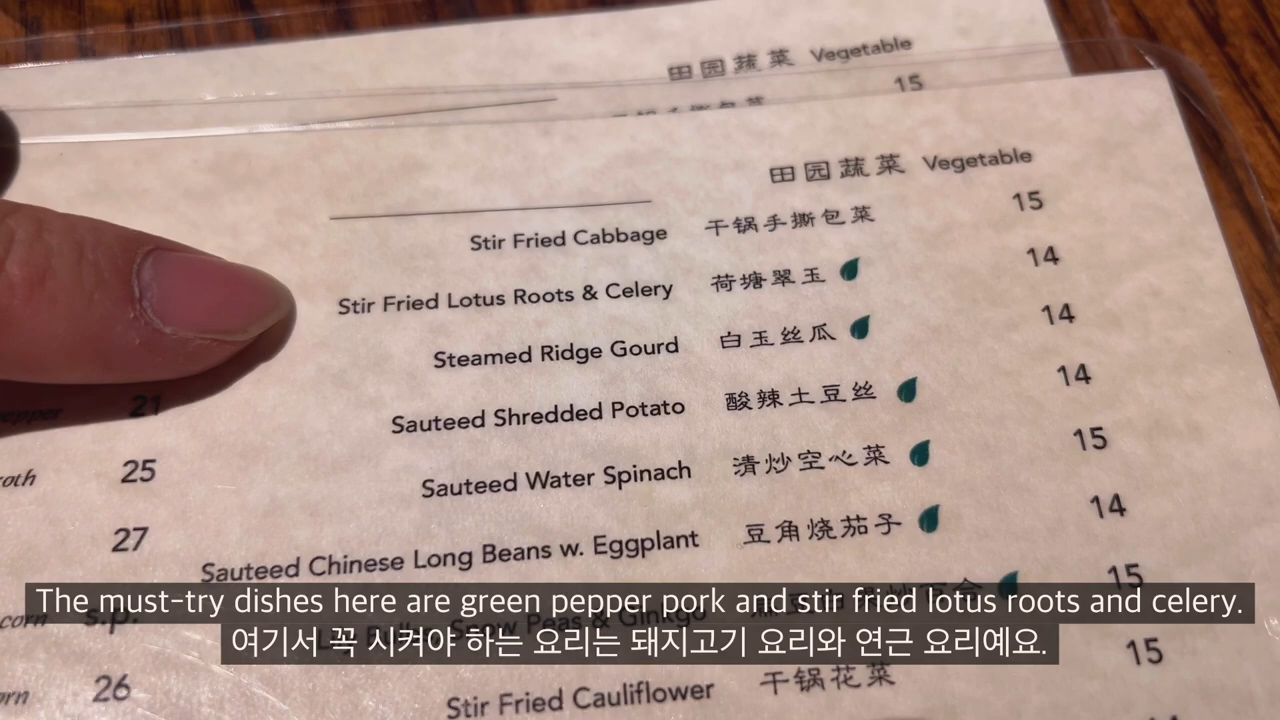 田园蔬菜 Vegetable
15
田园蔬菜 Vegetable
Stir Fried Cabbage 干锅手撕包菜 15
Stir Fried Lotus Roots & Celery 荷塘翠玉 14
Steamed Ridge Gourd 白玉丝瓜 14
pepper 21
Sauteed Shredded Potato 酸辣土豆丝 14
25
Sauteed Water Spinach 清炒空心菜 15
27
Sauteed Chinese Long Beans w. Eggplant 豆角烧茄子 14
s.p.
Snow Peas & Ginkgo 15
26
Stir Fried Cauliflower 干锅花菜 15
The must-try dishes here are green pepper pork and stir fried lotus roots and celery.
여기서 꼭 시켜야 하는 요리는 돼지고기 요리와 연근 요리예요.